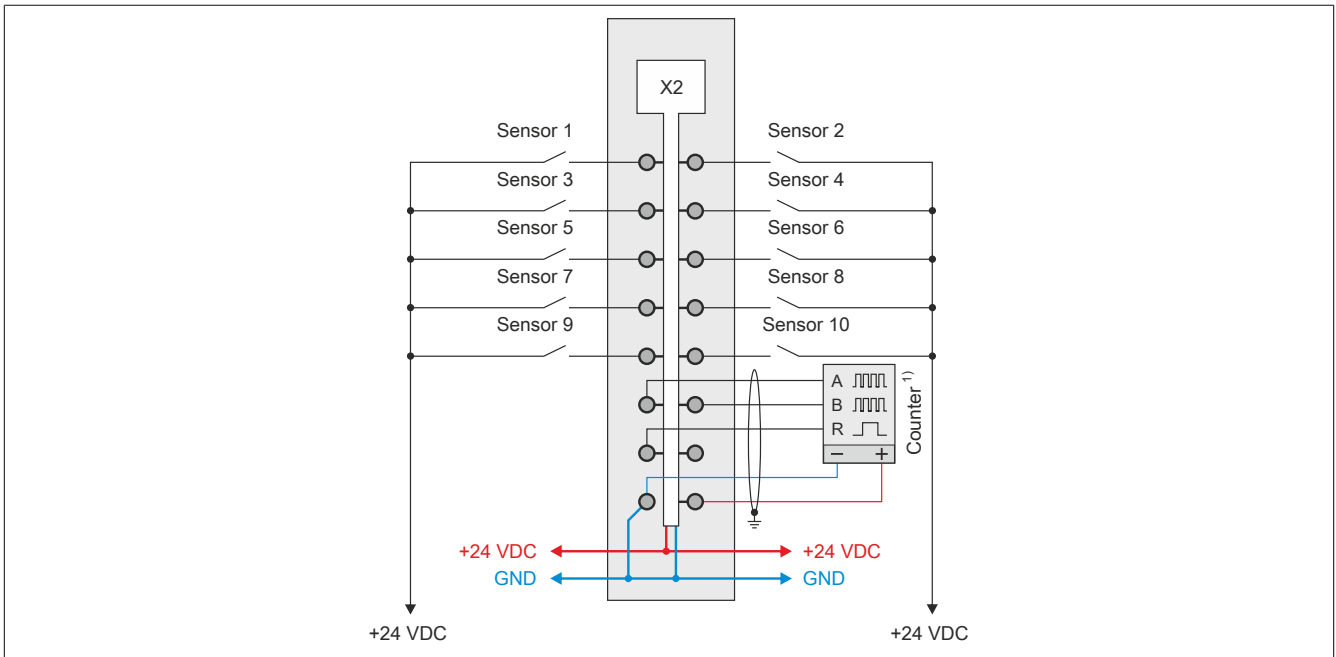 X2
Sensor 1
Sensor 2
Sensor 3
Sensor 4
Sensor 5
Sensor 6
Sensor 7
Sensor 8
Sensor 9
Sensor 10
A
B
R
− +
Counter 1)
+24 VDC
+24 VDC
GND
GND
+24 VDC
+24 VDC